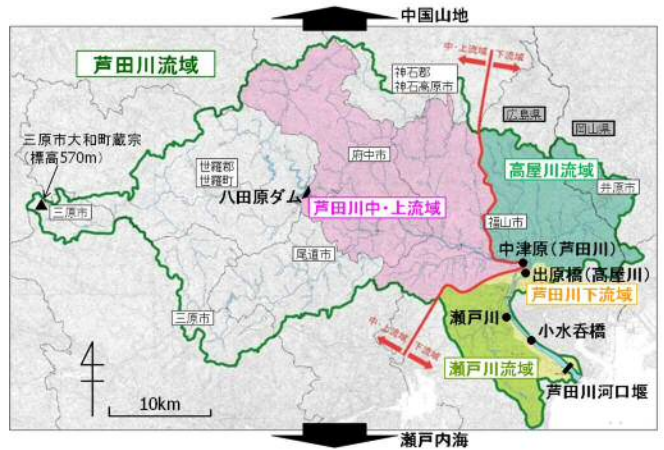 中国山地
芦田川流域
中・上流域
下流域
神石郡
神石高原市
広島県
岡山県
三原市大和町蔵宗
(標高570m)
世羅郡
世羅町
府中市
高屋川流域
八田原ダム
芦田川中・上流域
井原市
三原市
福山市
尾道市
中津原(芦田川)
出原橋(高屋川)
芦田川下流域
三原市
瀬戸川
小水呑橋
中・上流域
下流域
瀬戸川流域
芦田川河口堰
10km
瀬戸内海